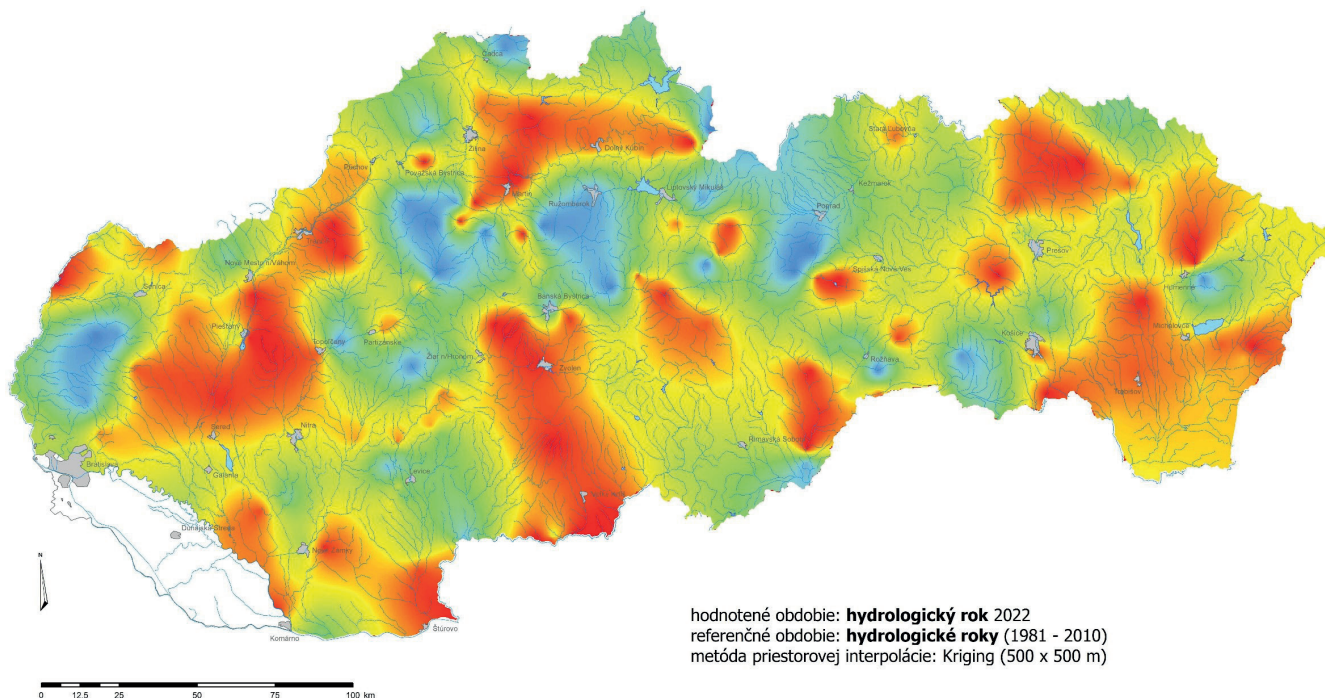 Čadca
Stará Ľubovňa
Žilina
Dolný Kubín
Púchov
Považská Bystrica
Martin
Ružomberok
Liptovský Mikuláš
Kežmarok
Poprad
Trenčín
Prešov
Nové Mesto n/Váhom
Spišská Nová Ves
Humenné
Senica
Banská Bystrica
Michalovce
Piešťany
Košice
Topoľčany
Partizánske
Žiar n/Hronom
Zvolen
Rožňava
Trebišov
Sereď
Nitra
Rimavská Sobota
Bratislava
Galanta
Levice
Veľký Krtíš
Dunajská Streda
Nové Zámky
N
Komárno
Štúrovo
hodnotené obdobie: hydrologický rok 2022
referenčné obdobie: hydrologické roky (1981 - 2010)
metóda priestorovej interpolácie: Kriging (500 x 500 m)
0 12.5 25 50 75 100 km